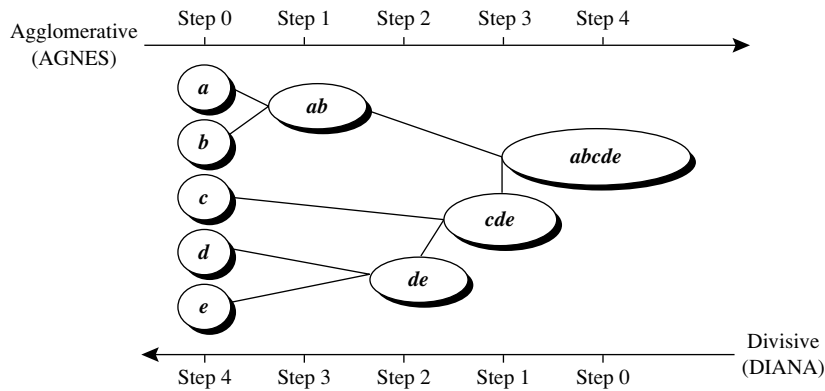 Step 0 Step 1 Step 2 Step 3 Step 4
Agglomerative
(AGNES)
a
ab
b
abcde
c
cde
d
de
e
Divisive
(DIANA)
Step 4 Step 3 Step 2 Step 1 Step 0